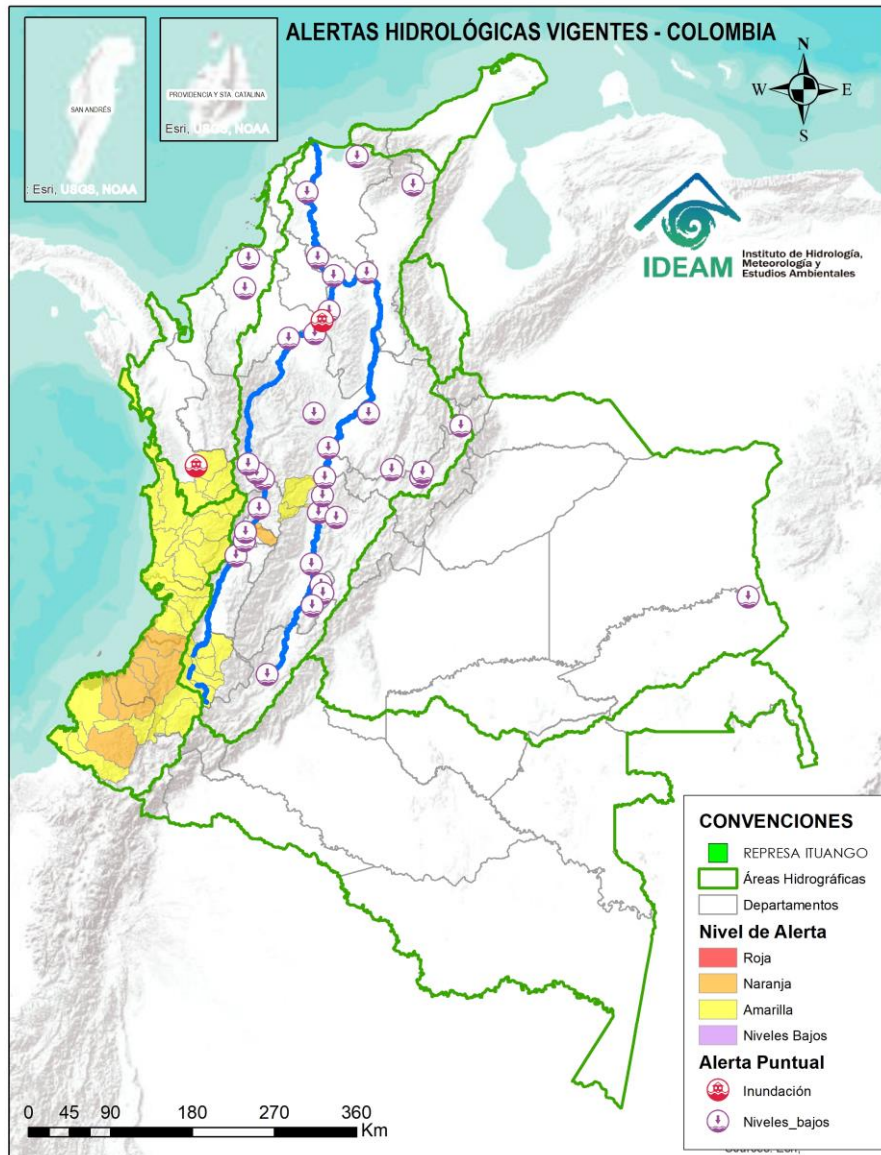 ALERTAS HIDROLÓGICAS VIGENTES - COLOMBIA
SAN ANDRÉS
: Esri, USGS, NOAA
PROVIDENCIA Y STA. CATALINA
Esri, USGS, NOAA
N
W
E
S
IDEAM
Instituto de Hidrología,
Meteorología y
Estudios Ambientales
CONVENCIONES
REPRESA ITUANGO
Áreas Hidrográficas
Departamentos
Nivel de Alerta
Roja
Naranja
Amarilla
Niveles Bajos
Alerta Puntual
Inundación
Niveles_bajos
0 45 90 180 270 360
Km